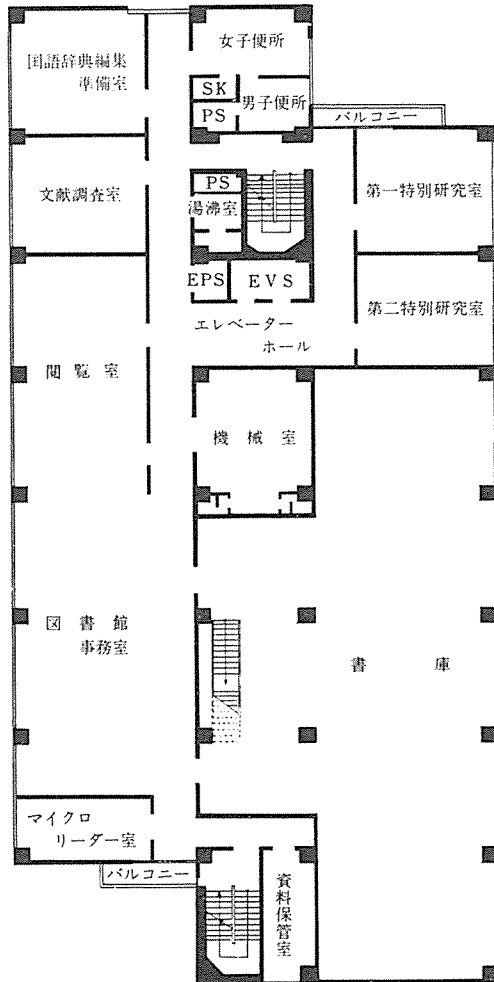 女子便所
国語辞典編集
準備室
SK
男子便所
PS
バルコニー
PS
文献調査室
湯沸室
第一特別研究室
EPS
EVS
第二特別研究室
エレベーター
ホール
閲覧室
機械室
図書館
事務室
書庫
マイクロ
リーダー室
バルコニー
資料保管室